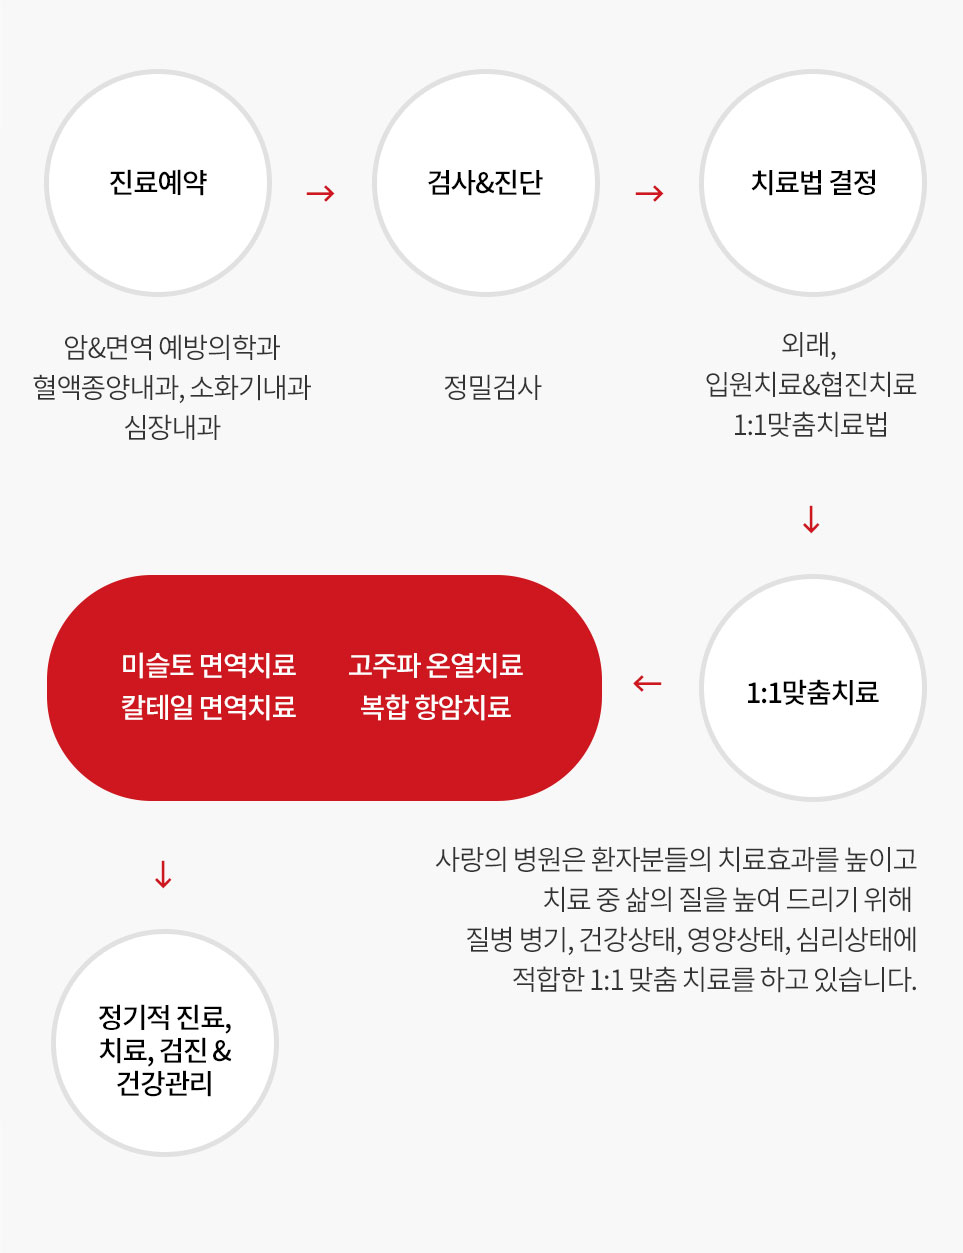 진료예약
검사&진단
치료법 결정
암&면역 예방의학과
혈액종양내과, 소화기내과
심장내과
정밀검사
외래,
입원치료&협진치료
1:1맞춤치료법
1:1맞춤치료
사랑의 병원은 환자분들의 치료효과를 높이고
치료 중 삶의 질을 높여 드리기 위해
질병 병기, 건강상태, 영양상태, 심리상태에
적합한 1:1 맞춤 치료를 하고 있습니다.
미슬토 면역치료 고주파 온열치료
칼테일 면역치료 복합 항암치료
정기적 진료,
치료, 검진 &
건강관리